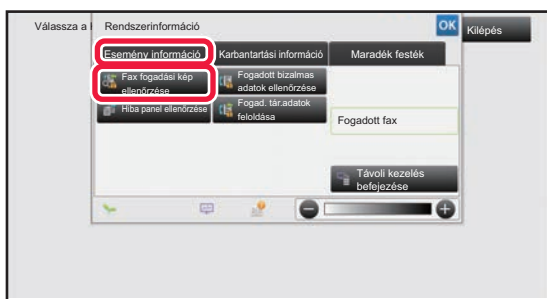 Válassza a
Rendszerinformáció
OK
Kilépés
Esemény információ
Karbantartási információ
Maradék festék
Fax fogadási kép
ellenőrzése
Fogadott bizalmas
adatok ellenőrzése
Hiba panel ellenőrzése
Fogad. tár.adatok
feloldása
Fogadott fax
Távoli kezelés
befejezése